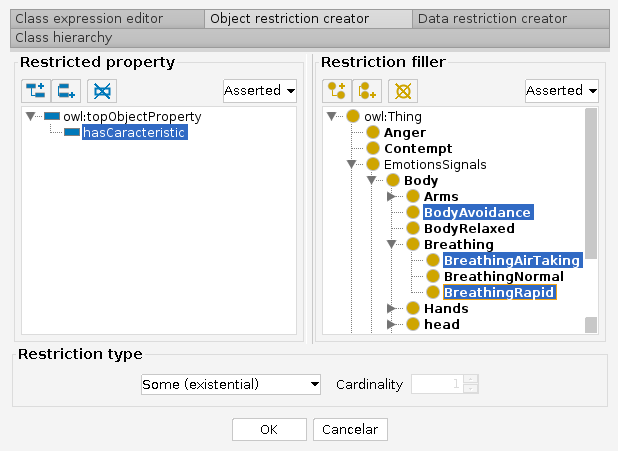 Class expression editor
Object restriction creator
Data restriction creator
Class hierarchy
Restricted property
Asserted
owl:topObjectProperty
hasCaracteristic
Restriction filler
Asserted
owl:Thing
Anger
Contempt
EmotionsSignals
Body
Arms
BodyAvoidance
BodyRelaxed
Breathing
BreathingAirTaking
BreathingNormal
BreathingRapid
Hands
head
Restriction type
Some (existential)
Cardinality
1
OK
Cancelar